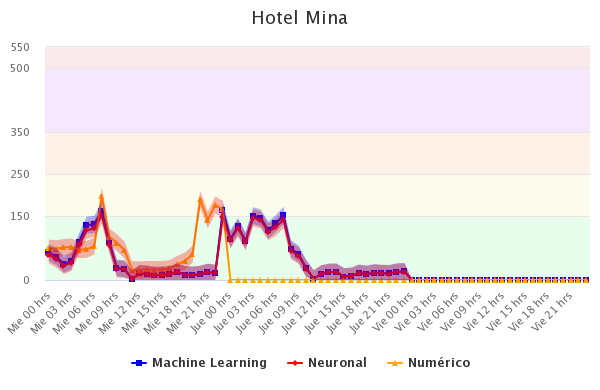 Hotel Mina
550
500
350
250
150
0
Mie 00 hrs
Mie 03 hrs
Mie 06 hrs
Mie 09 hrs
Mie 12 hrs
Mie 15 hrs
Mie 18 hrs
Mie 21 hrs
Jue 00 hrs
Jue 03 hrs
Jue 06 hrs
Jue 09 hrs
Jue 12 hrs
Jue 15 hrs
Jue 18 hrs
Jue 21 hrs
Vie 00 hrs
Vie 03 hrs
Vie 06 hrs
Vie 09 hrs
Vie 12 hrs
Vie 15 hrs
Vie 18 hrs
Vie 21 hrs
Machine Learning Neuronal Numérico